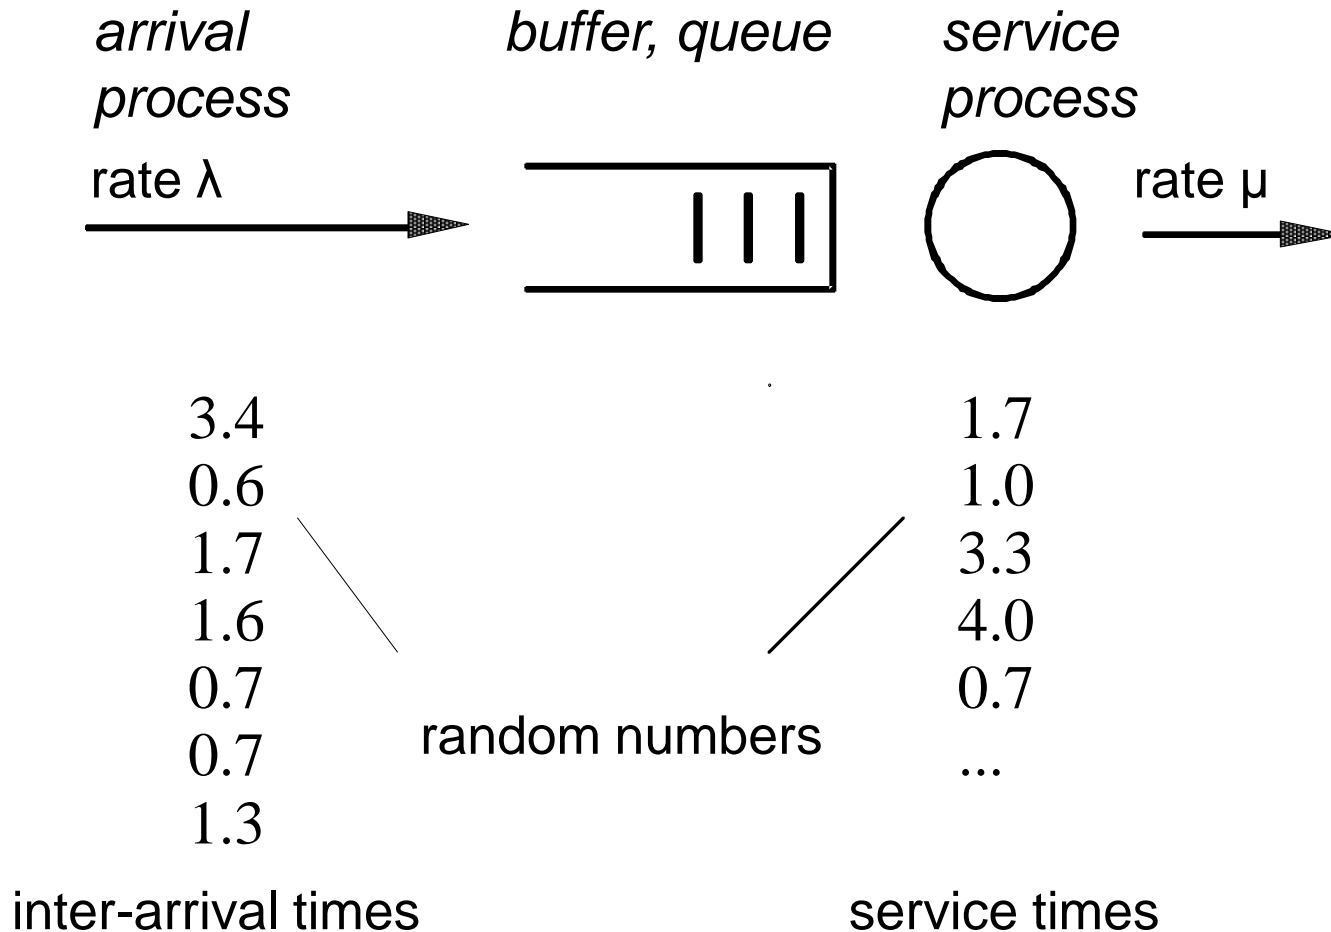 arrival
process
buffer, queue
service
process
rate λ
rate μ
3.4
0.6
1.7
1.6
0.7
0.7
1.3
inter-arrival times
random numbers
1.7
1.0
3.3
4.0
0.7
...
service times